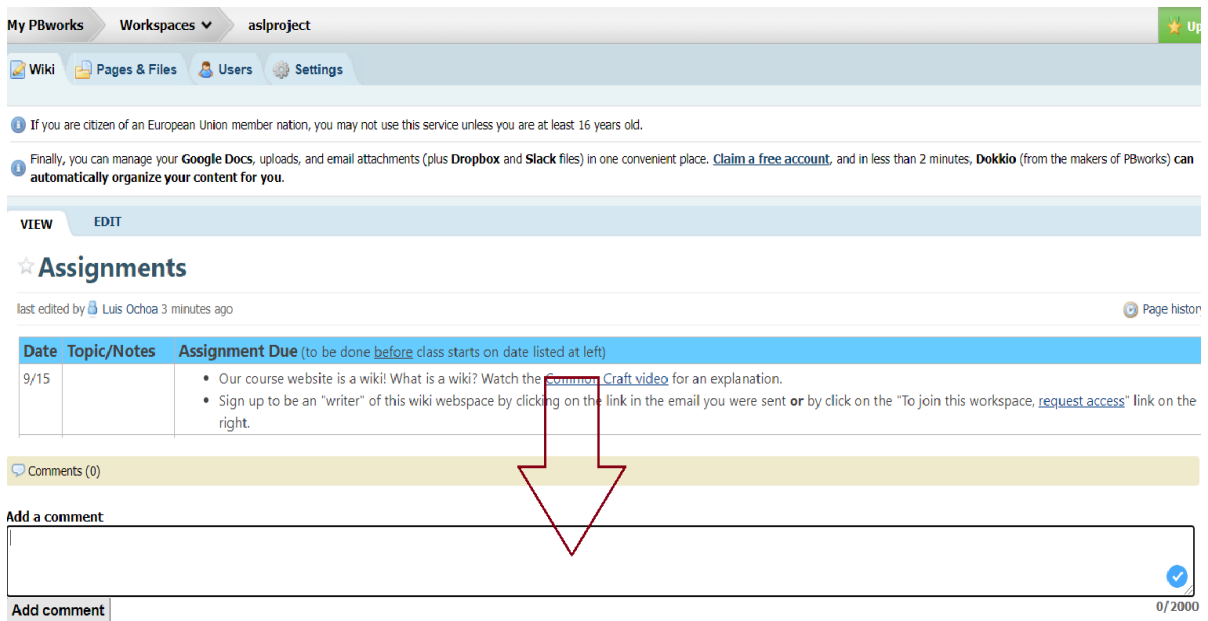 My PBworks Workspaces aslproject Up
Wiki Pages & Files Users Settings
If you are citizen of an European Union member nation, you may not use this service unless you are at least 16 years old.
Finally, you can manage your Google Docs, uploads, and email attachments (plus Dropbox and Slack files) in one convenient place. Claim a free account, and in less than 2 minutes, Dokkio (from the makers of PBworks) can
automatically organize your content for you.
VIEW EDIT
Assignments
last edited by Luis Ochoa 3 minutes ago Page histor
Date Topic/Notes Assignment Due (to be done before class starts on date listed at left)
9/15 • Our course website is a wiki! What is a wiki? Watch the Common Craft video for an explanation.
• Sign up to be an "writer" of this wiki webspace by clicking on the link in the email you were sent or by click on the "To join this workspace, request access" link on the
right.
Comments (0)
Add a comment
Add comment 0/2000